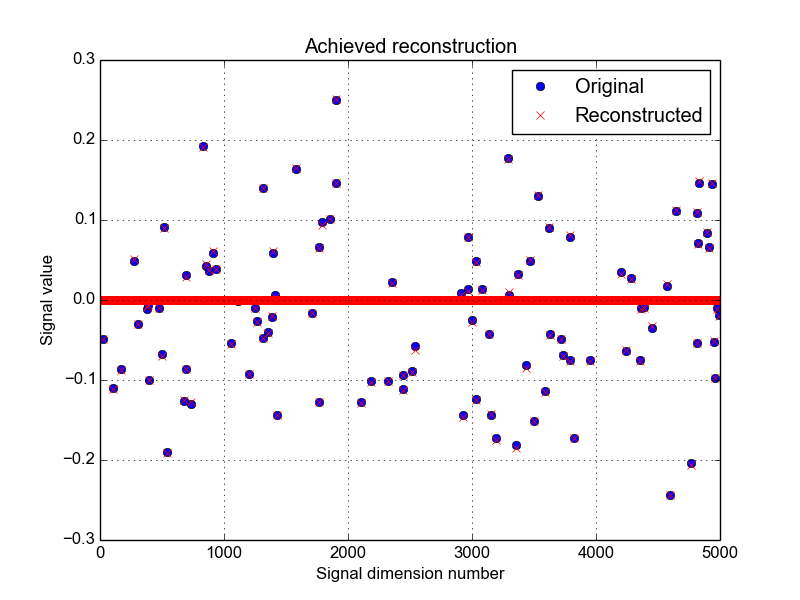 Achieved reconstruction
Original
Reconstructed
0.3
0.2
0.1
0.0
−0.1
−0.2
−0.3
Signal value
0 1000 2000 3000 4000 5000
Signal dimension number